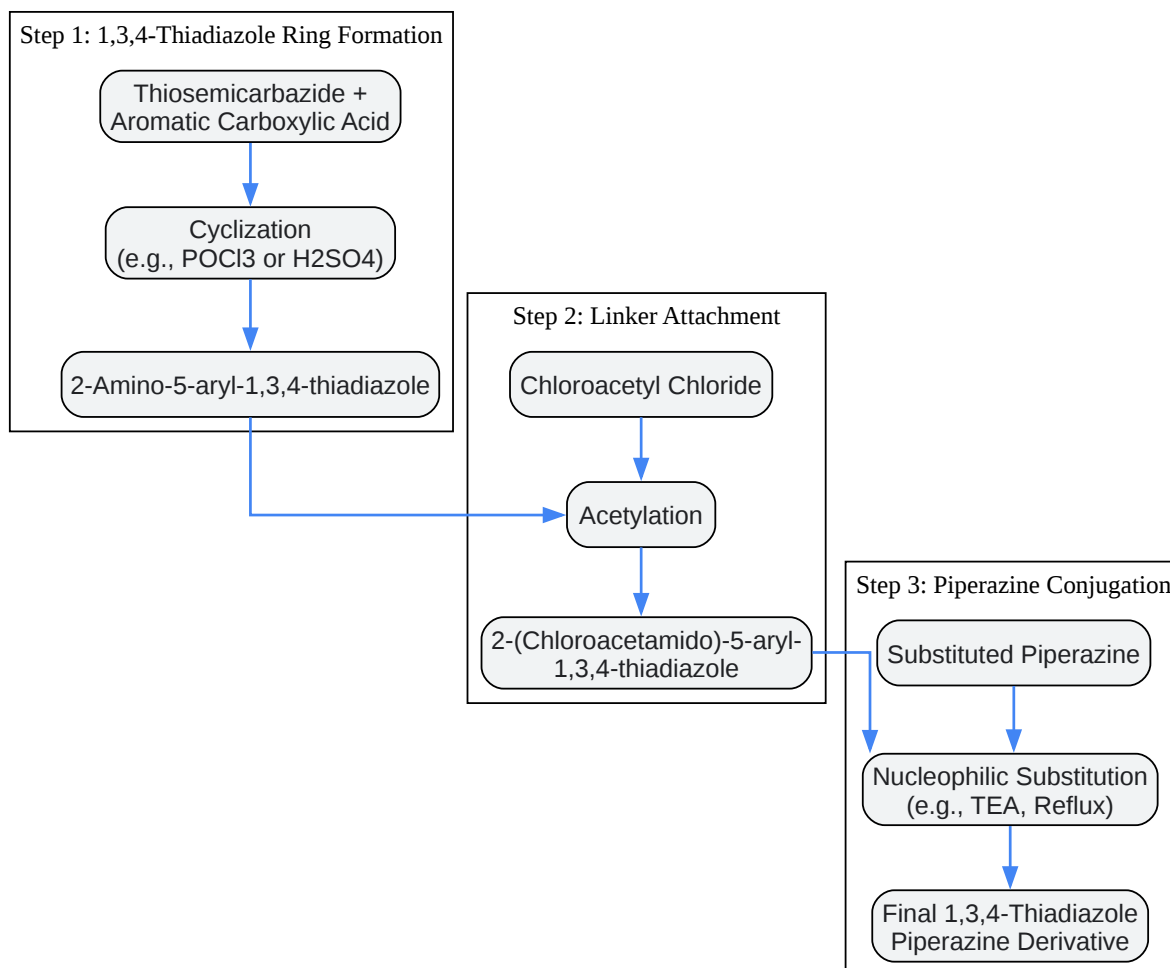 Step 1: 1,3,4-Thiadiazole Ring Formation
Thiosemicarbazide +
Aromatic Carboxylic Acid
Cyclization
(e.g., POCl3 or H2SO4)
2-Amino-5-aryl-1,3,4-thiadiazole
Step 2: Linker Attachment
Chloroacetyl Chloride
Acetylation
2-(Chloroacetamido)-5-aryl-
1,3,4-thiadiazole
Step 3: Piperazine Conjugation
Substituted Piperazine
Nucleophilic Substitution
(e.g., TEA, Reflux)
Final 1,3,4-Thiadiazole
Piperazine Derivative